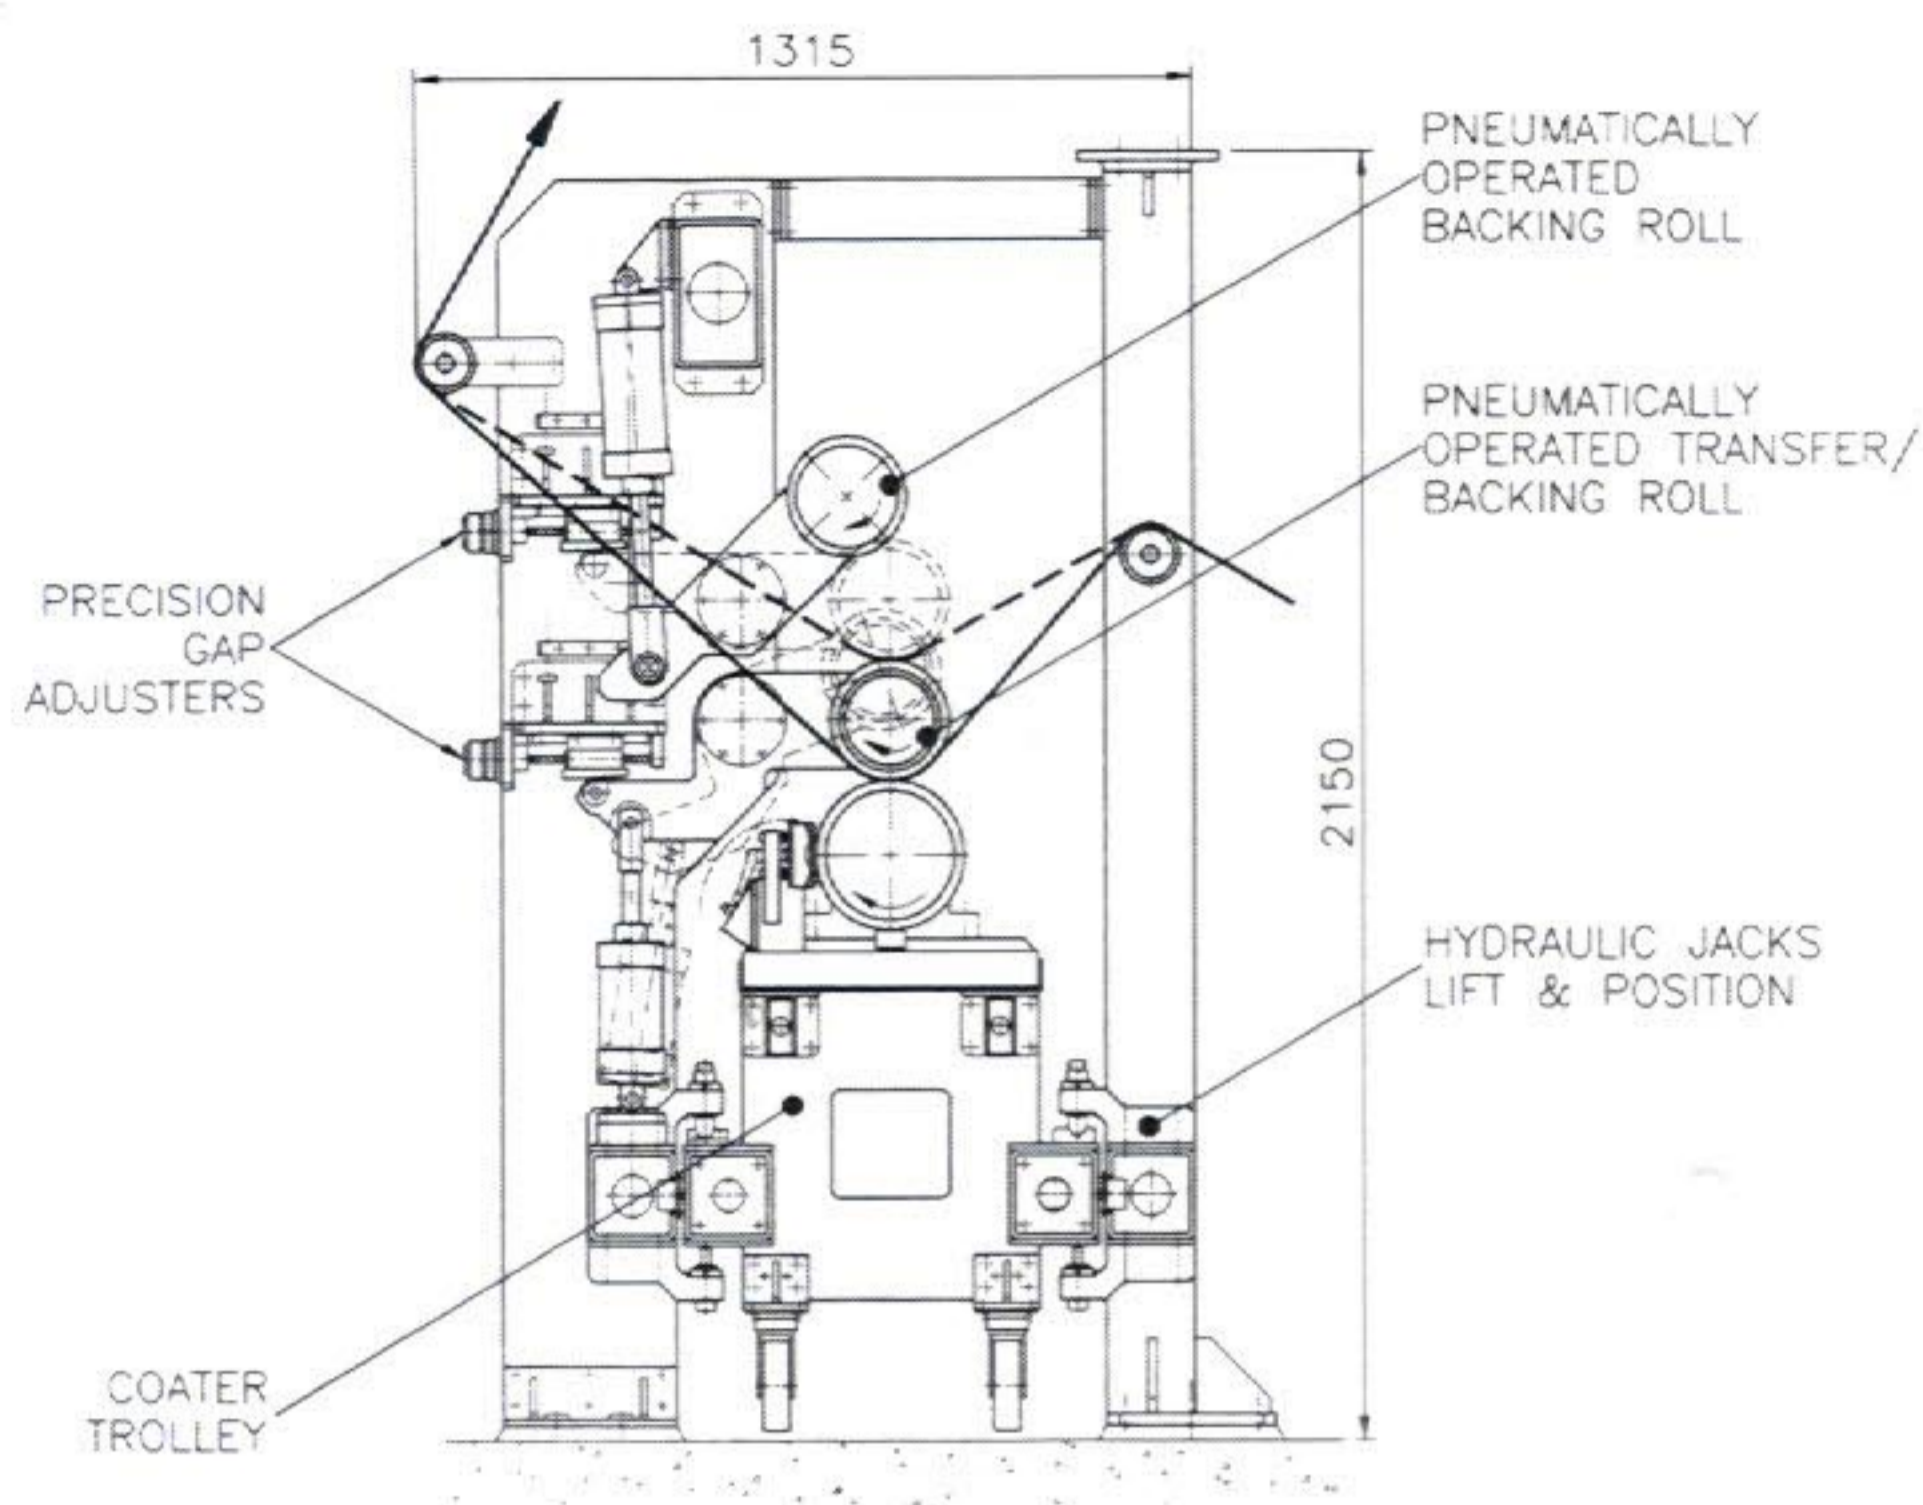 1315
PNEUMATICALLY
OPERATED
BACKING ROLL
PNEUMATICALLY
OPERATED TRANSFER/
BACKING ROLL
PRECISION
GAP
ADJUSTERS
2150
HYDRAULIC JACKS
LIFT & POSITION
COATER
TROLLEY